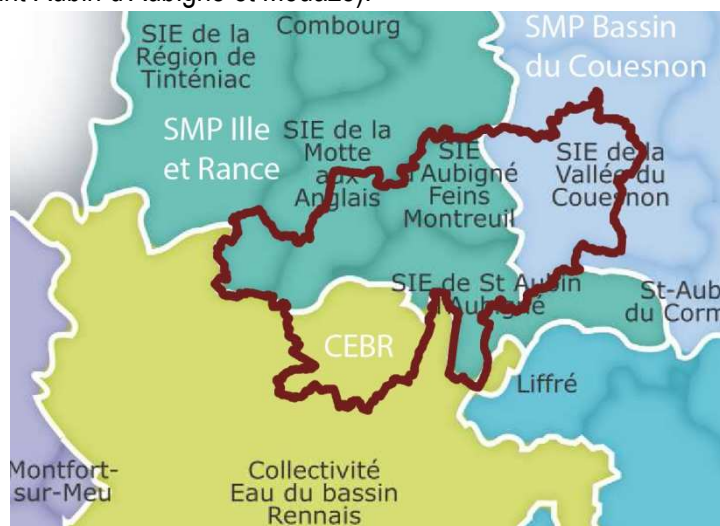 SIE de la
Région de
Tinténiac
Combourg
SMP Bassin
du Couesnon
SMP Ille
et Rance
SIE de la
Motte
aux
Anglais
SIE
d'Aubigné
Feins
Montreuil
SIE de la
Vallée du
Couesnon
SIE de St Aubin
d'Aubigné
St-Aub
du Corm
CEBR
Liffré
Montfort-
sur-Meu
Collectivité
Eau du bassin
Rennais